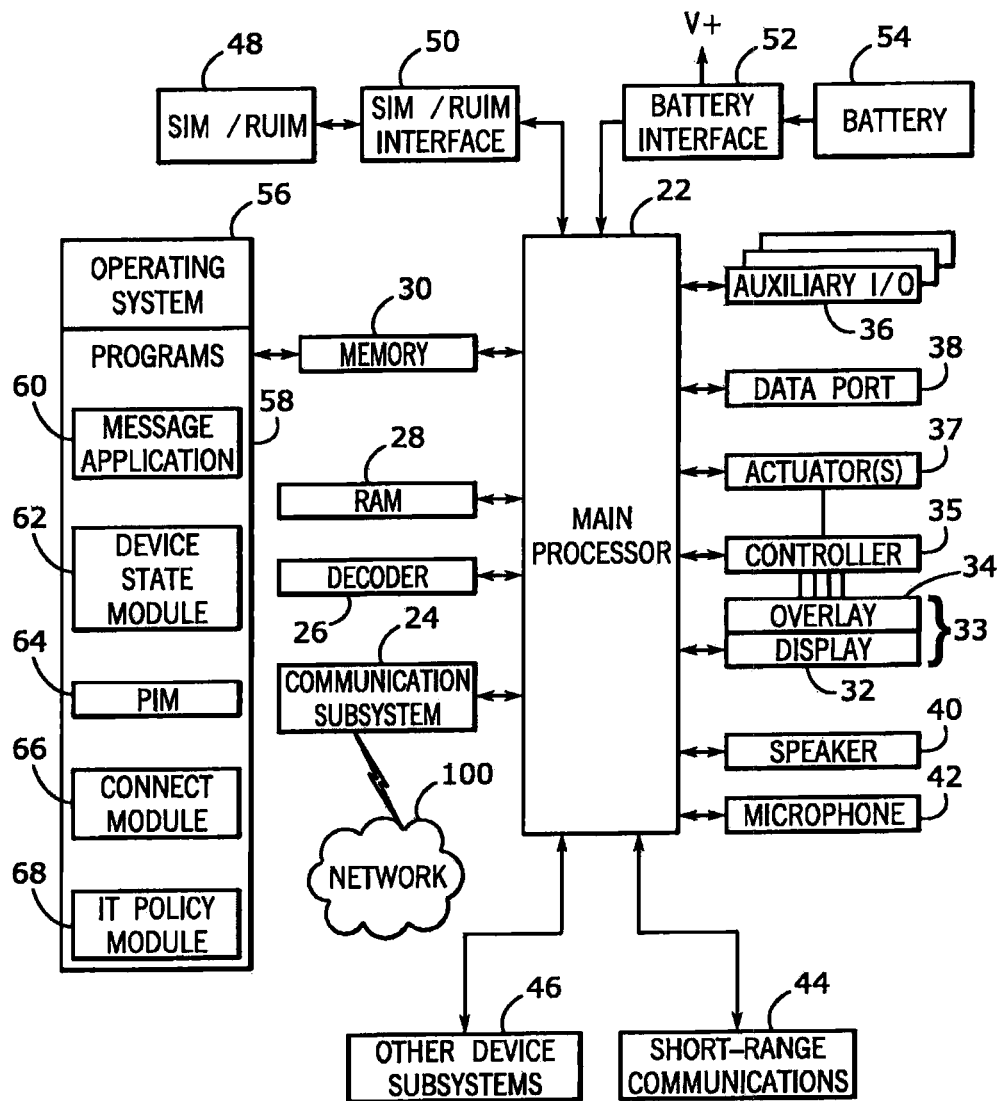 V+
48
50
52
54
SIM / RUIM
SIM / RUIM
INTERFACE
BATTERY
INTERFACE
BATTERY
56
22
OPERATING
SYSTEM
PROGRAMS
30
MEMORY
AUXILIARY I/O
36
38
DATA PORT
60
58
MESSAGE
APPLICATION
28
RAM
37
ACTUATOR(S)
MAIN
PROCESSOR
62
DEVICE
STATE
MODULE
DECODER
26
35
CONTROLLER
34
OVERLAY
DISPLAY
33
32
24
COMMUNICATION
SUBSYSTEM
64
PIM
40
SPEAKER
66
CONNECT
MODULE
100
NETWORK
42
MICROPHONE
68
IT POLICY
MODULE
46
44
OTHER DEVICE
SUBSYSTEMS
SHORT-RANGE
COMMUNICATIONS